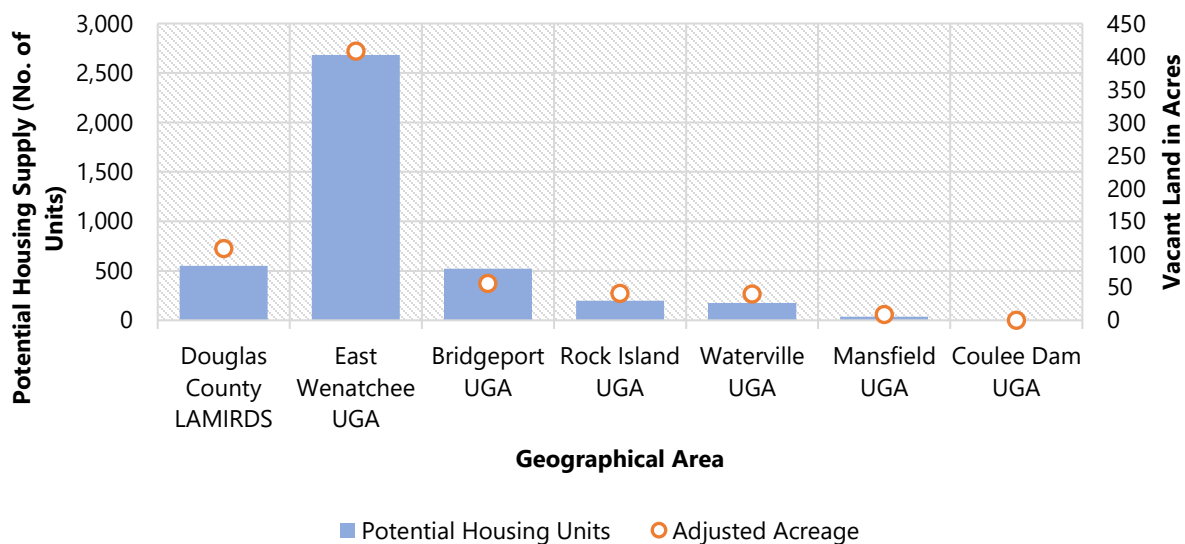 Potential Housing Supply (No. of
Units)
3,000
2,500
2,000
1,500
1,000
500
0
450
400
350
300
250
200
150
100
50
0
Vacant Land in Acres
Douglas
County
LAMIRDS
East
Wenatchee
UGA
Bridgeport
UGA
Rock Island
UGA
Waterville
UGA
Mansfield
UGA
Coulee Dam
UGA
Geographical Area
Potential Housing Units
Adjusted Acreage